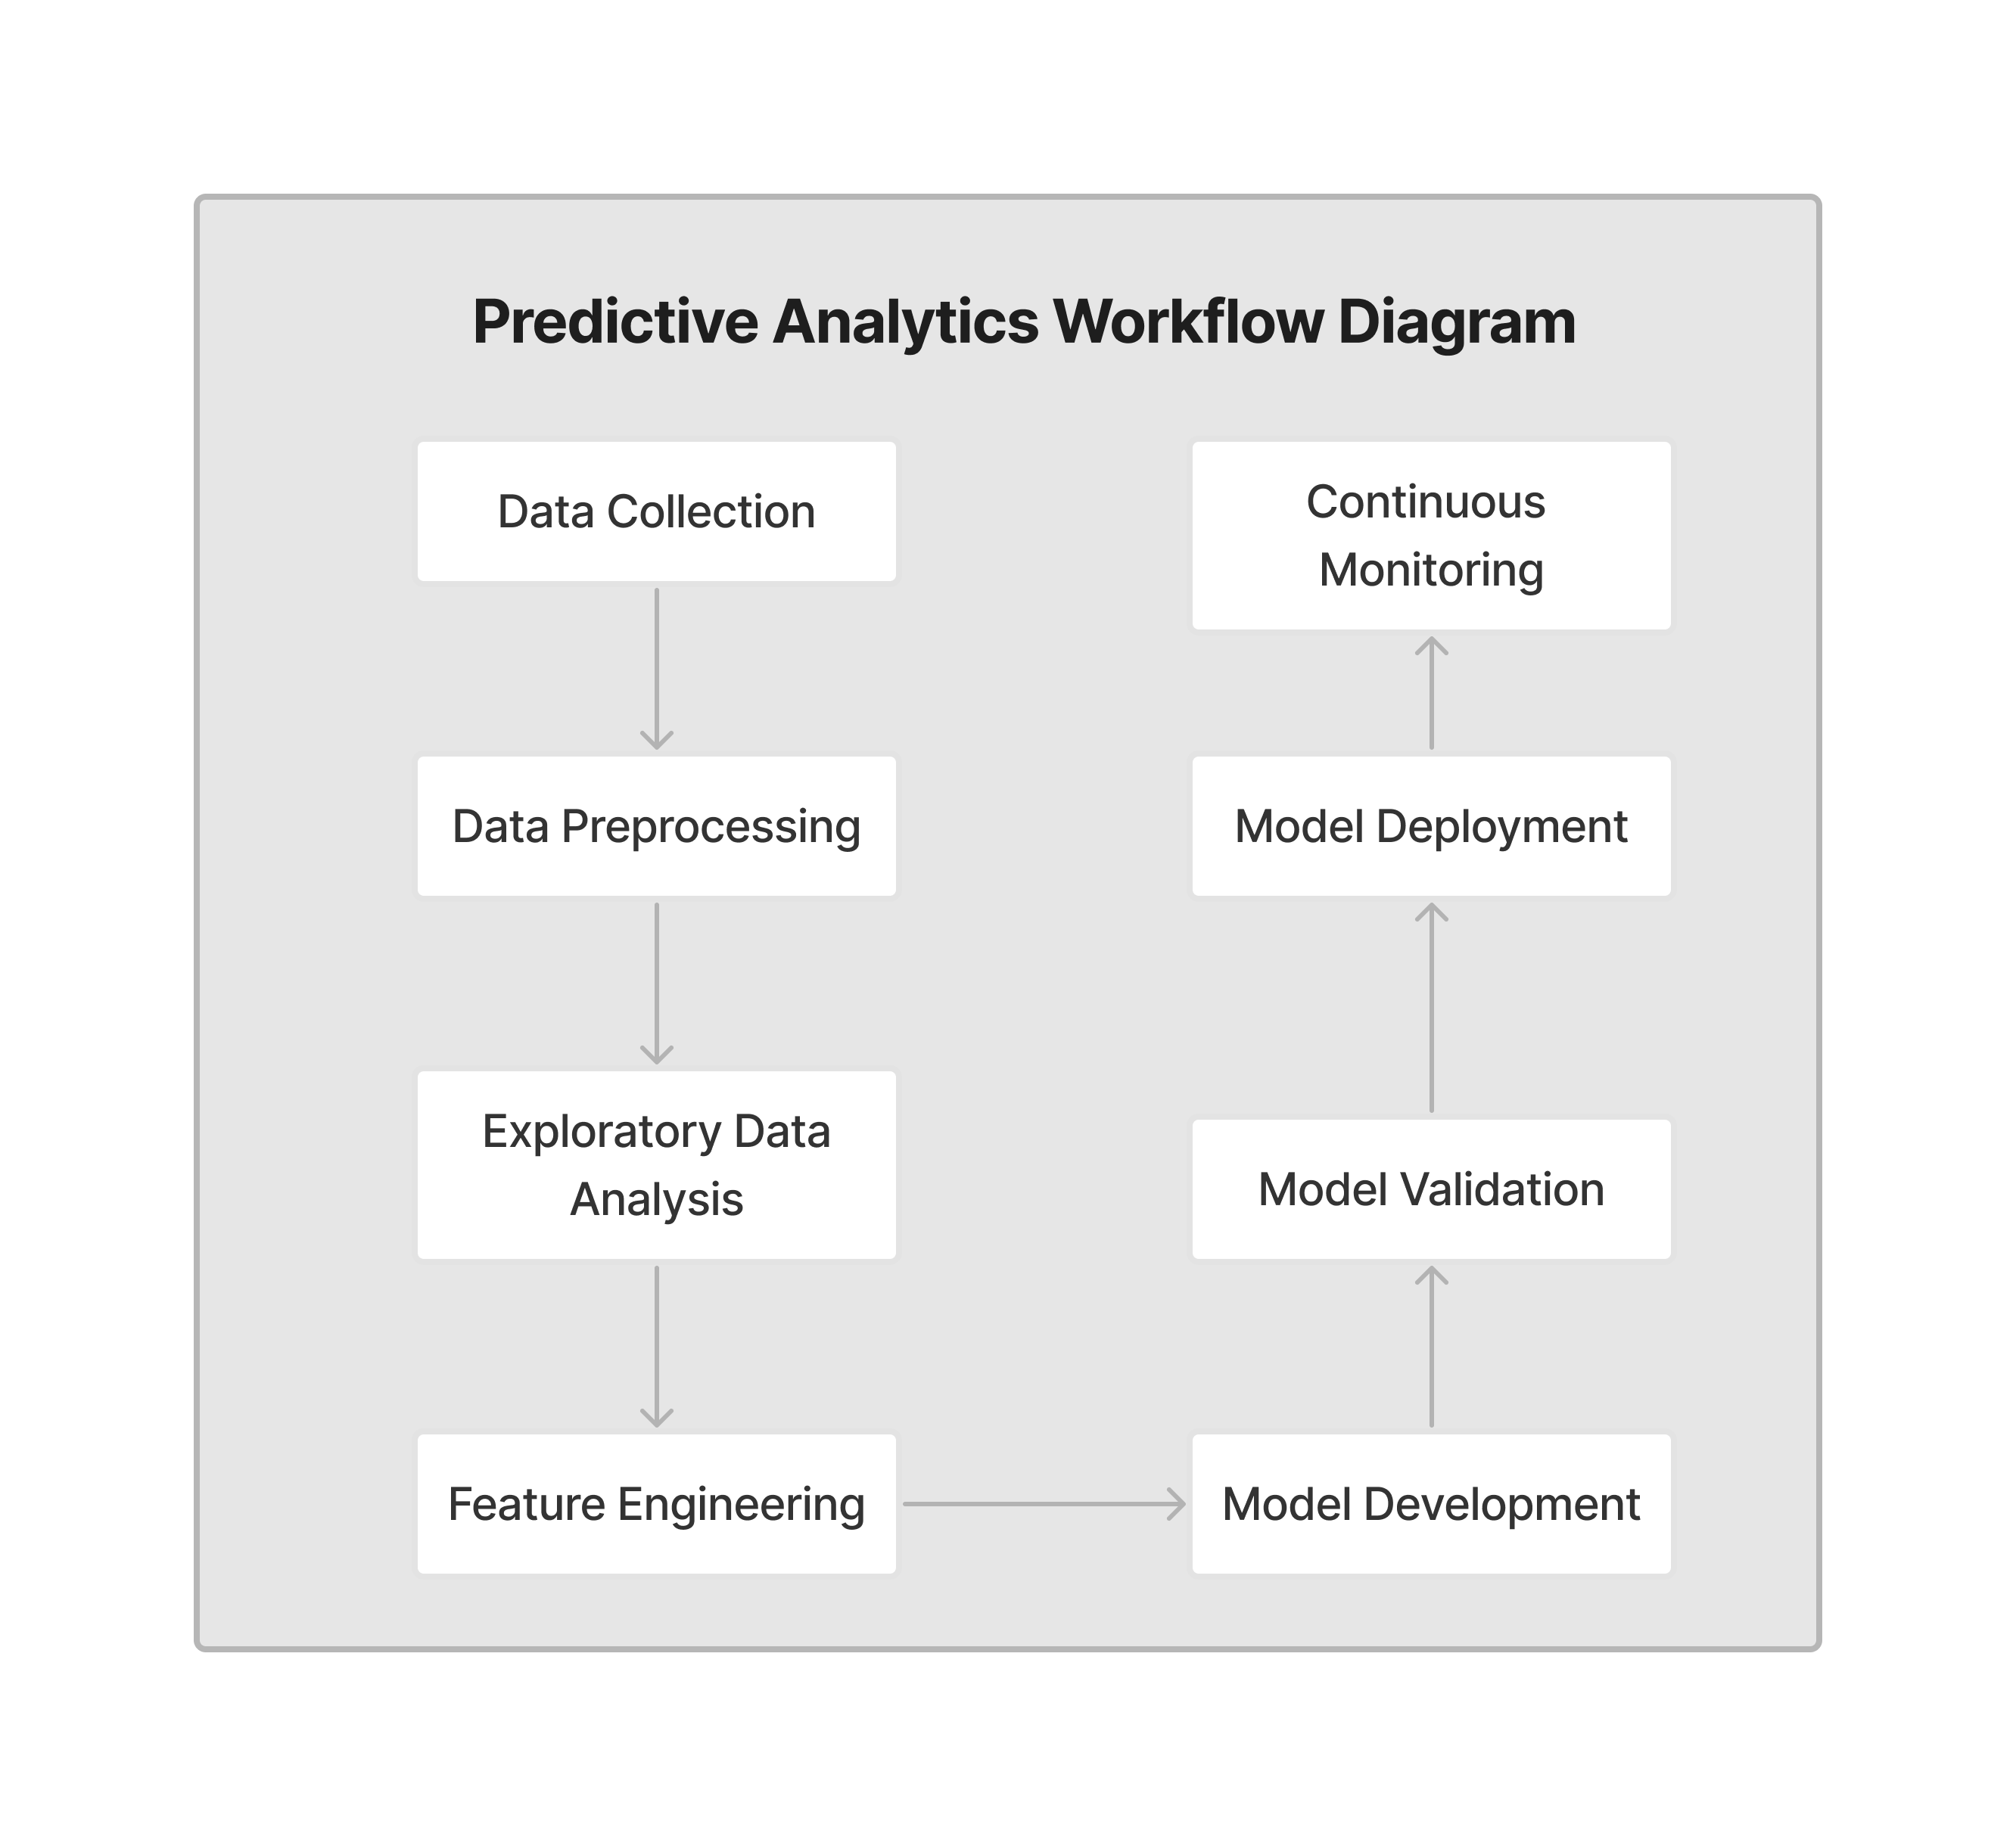 Predictive Analytics Workflow Diagram
Data Collection
Data Preprocessing
Exploratory Data
Analysis
Feature Engineering
Model Development
Model Validation
Model Deployment
Continuous
Monitoring